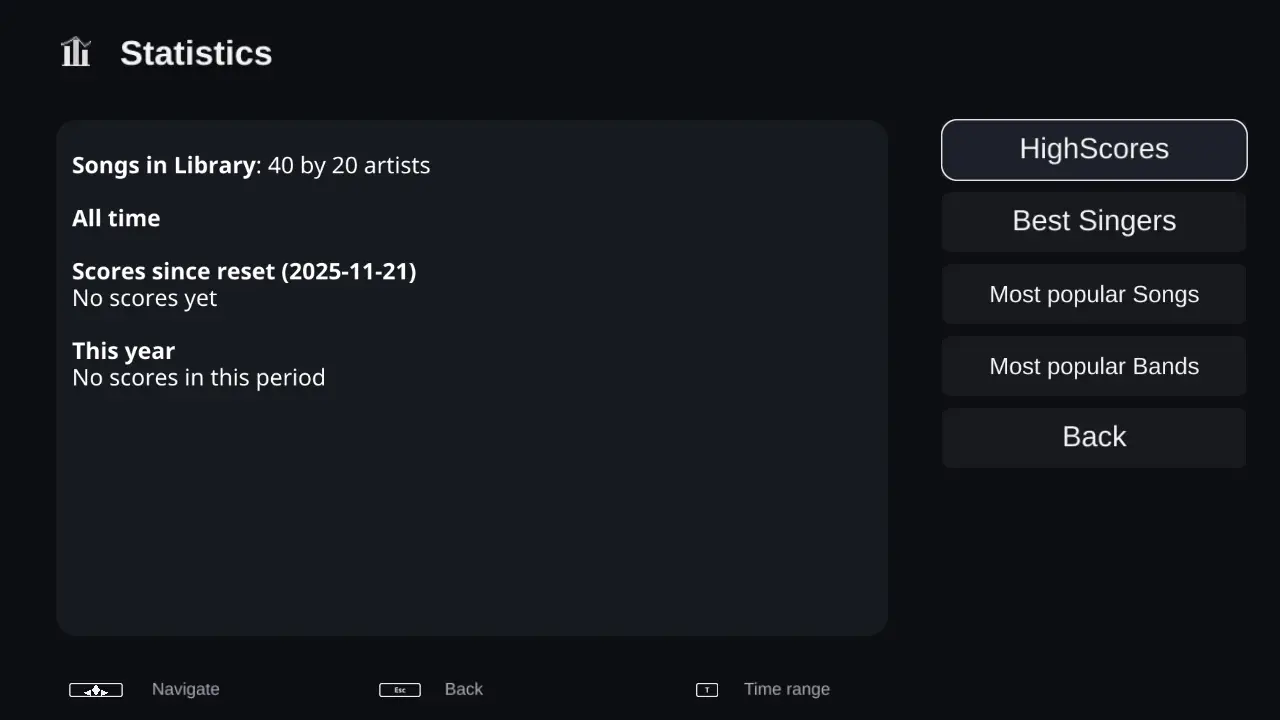 Statistics
Songs in Library: 40 by 20 artists
All time
Scores since reset (2025-11-21)
No scores yet
This year
No scores in this period
HighScores
Best Singers
Most popular Songs
Most popular Bands
Back
Navigate
Esc Back
T Time range